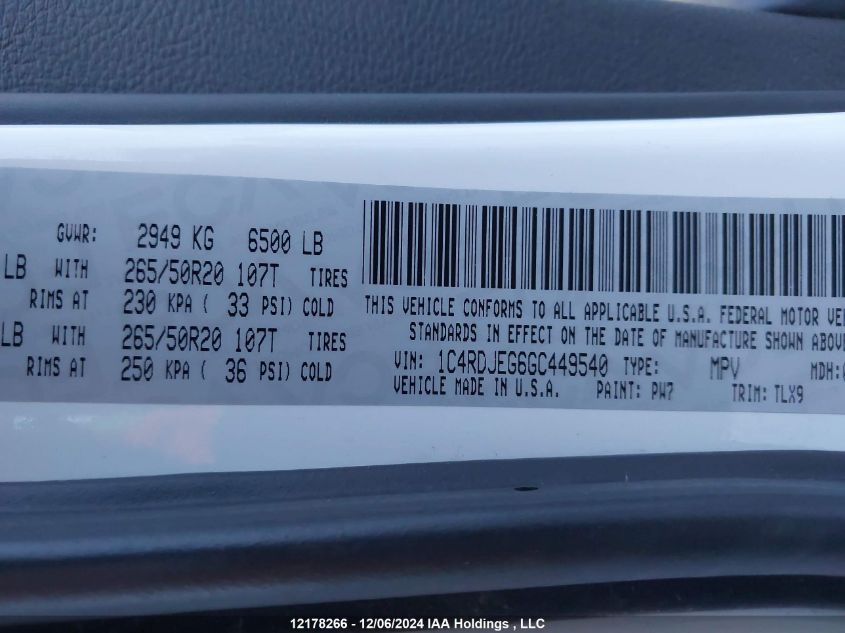 GVWR: 2949 KG 6500 LB
LB WITH 265/50R20 107T TIRES
RIMS AT 230 KPA ( 33 PSI) COLD
LB WITH 265/50R20 107T TIRES
RIMS AT 250 KPA ( 36 PSI) COLD
THIS VEHICLE CONFORMS TO ALL APPLICABLE U.S.A. FEDERAL MOTOR VE
STANDARDS IN EFFECT ON THE DATE OF MANUFACTURE SHOWN ABOVE
VIN: 1C4RDJEG6GC449540 TYPE: MPV MDH:
VEHICLE MADE IN U.S.A. PAINT: PW7 TRIM: TLX9
12178266 - 12/06/2024 IAA Holdings , LLC